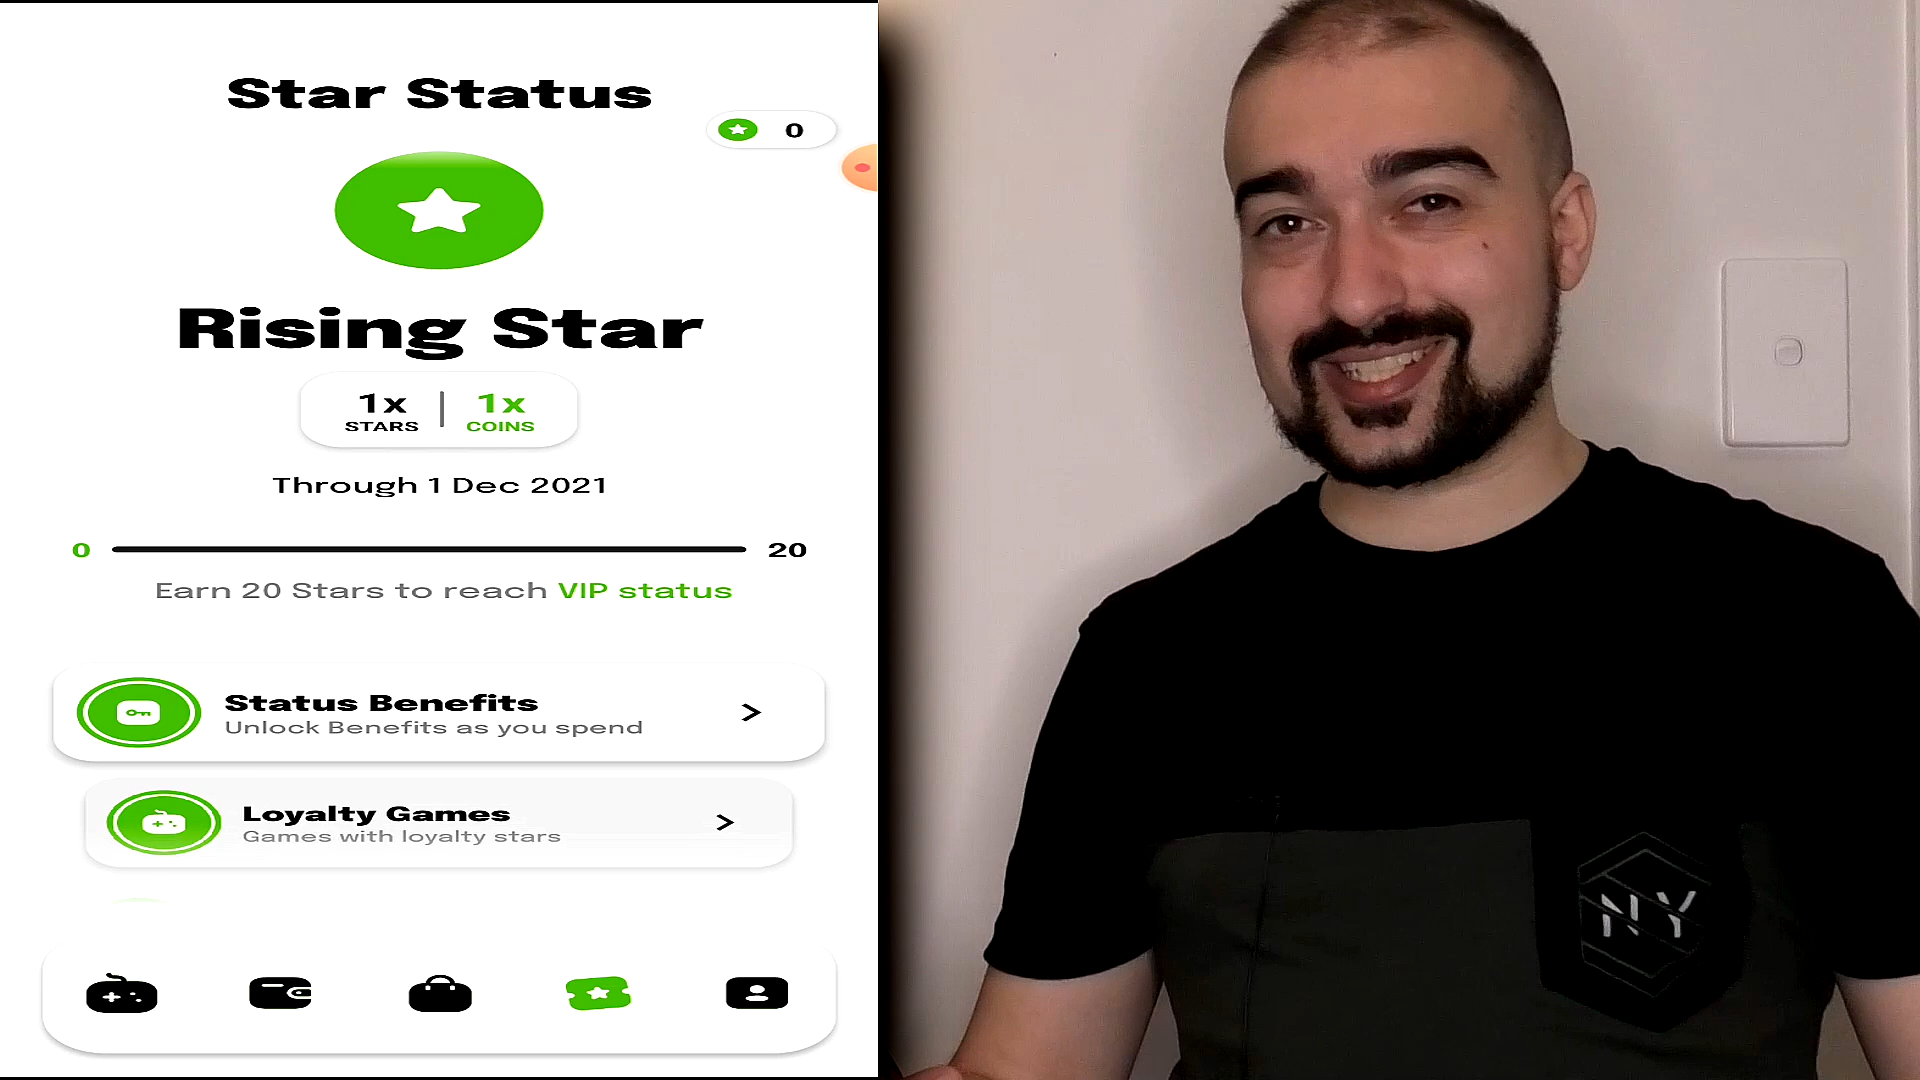 Star Status
0
Rising Star
1x | 1x
STARS COINS
Through 1 Dec 2021
0 20
Earn 20 Stars to reach VIP status
Status Benefits
Unlock Benefits as you spend
Loyalty Games
Games with loyalty stars
NY